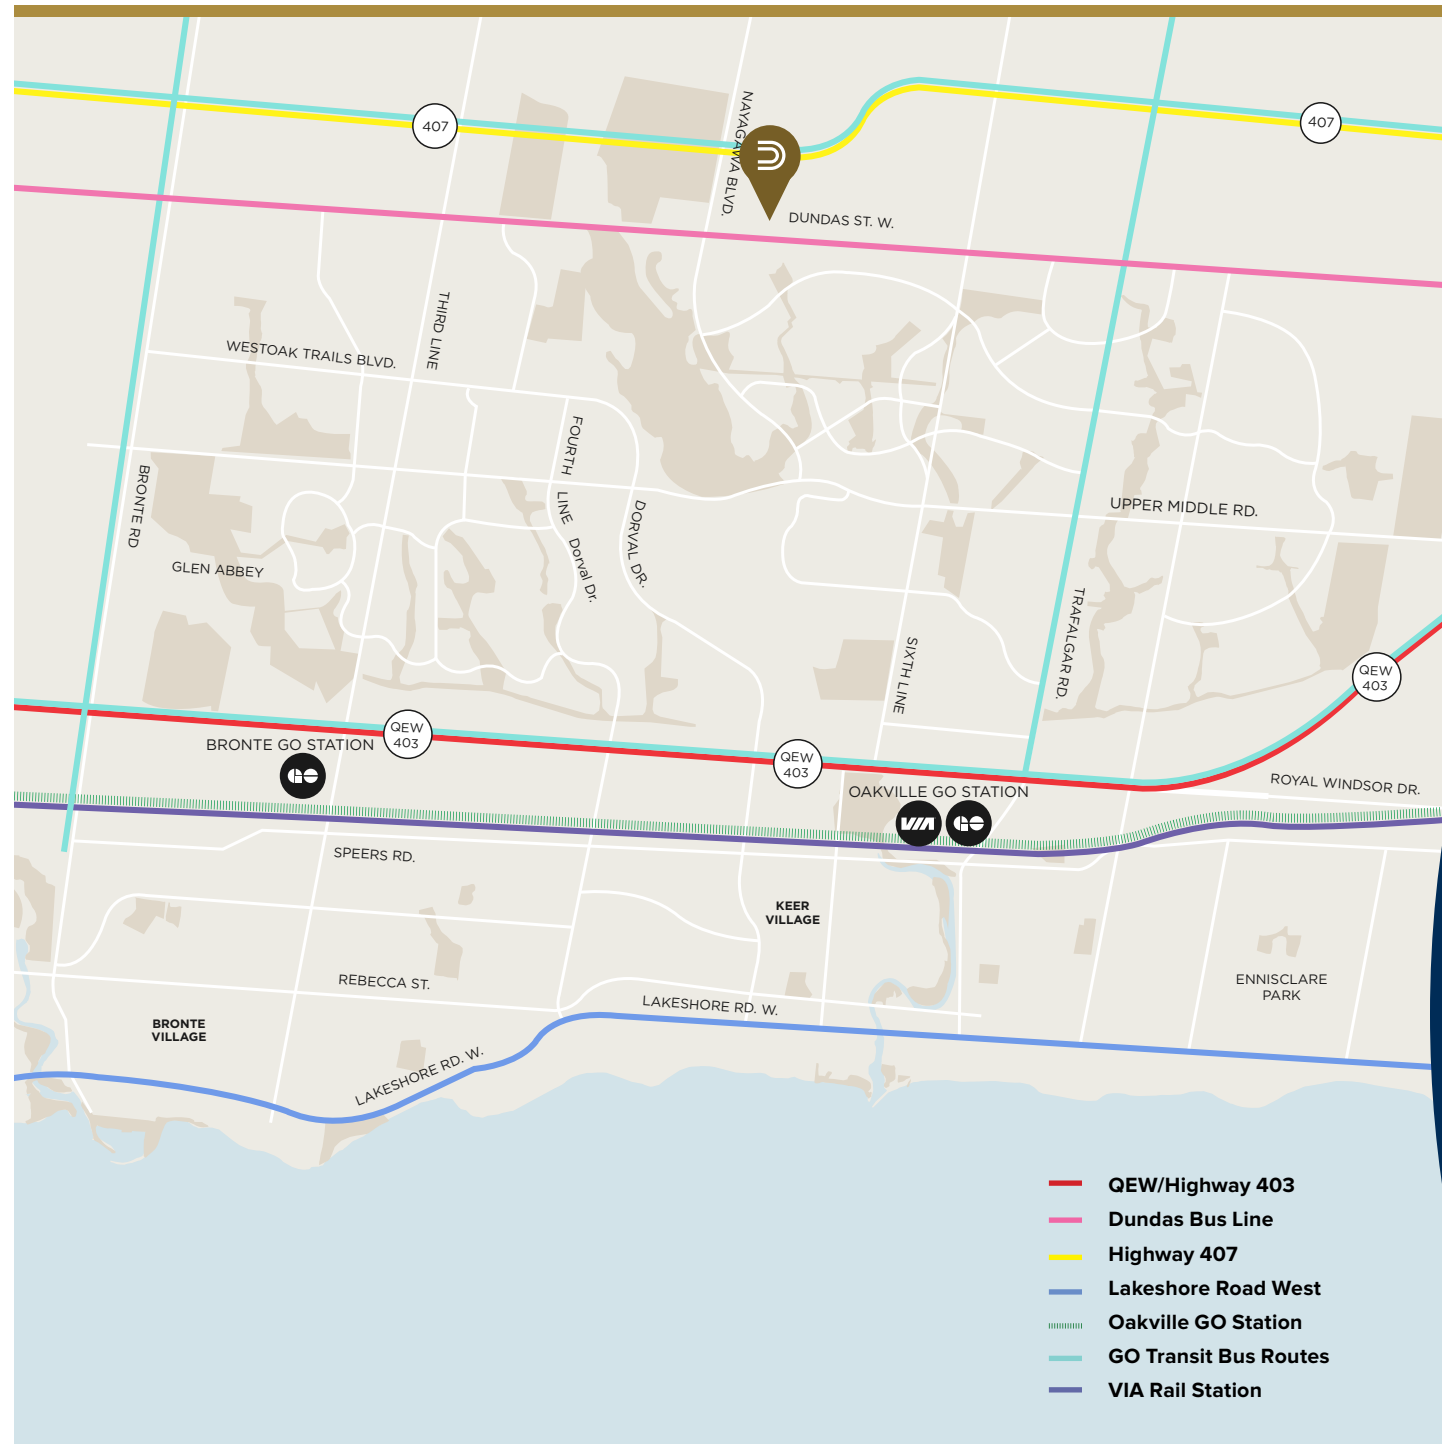 407
407
NAYAGAWA BLVD.
DUNDAS ST. W.
THIRD LINE
WESTOAK TRAILS BLVD.
FOURTH
LINE
Dorval Dr.
DORVAL DR.
BRONTE RD
UPPER MIDDLE RD.
GLEN ABBEY
TRAFALGAR RD.
SIXTH LINE
QEW
403
QEW
403
QEW
403
BRONTE GO STATION
GO
OAKVILLE GO STATION
VIA
GO
ROYAL WINDSOR DR.
SPEERS RD.
KEER
VILLAGE
REBECCA ST.
LAKESHORE RD. W.
ENNISCLARE
PARK
BRONTE
VILLAGE
LAKESHORE RD. W.
QEW/Highway 403
Dundas Bus Line
Highway 407
Lakeshore Road West
Oakville GO Station
GO Transit Bus Routes
VIA Rail Station